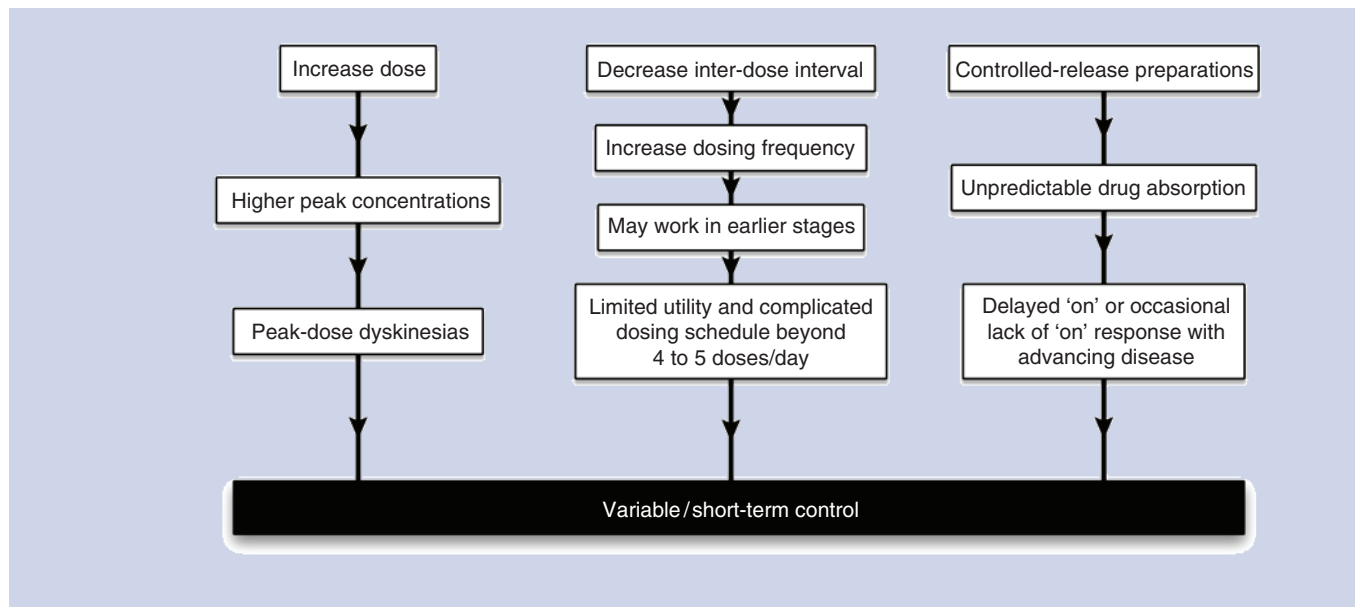 Increase dose
Higher peak concentrations
Peak-dose dyskinesias
Decrease inter-dose interval
Increase dosing frequency
May work in earlier stages
Limited utility and complicated
dosing schedule beyond
4 to 5 doses/day
Controlled-release preparations
Unpredictable drug absorption
Delayed ‘on’ or occasional
lack of ‘on’ response with
advancing disease
Variable/short-term control